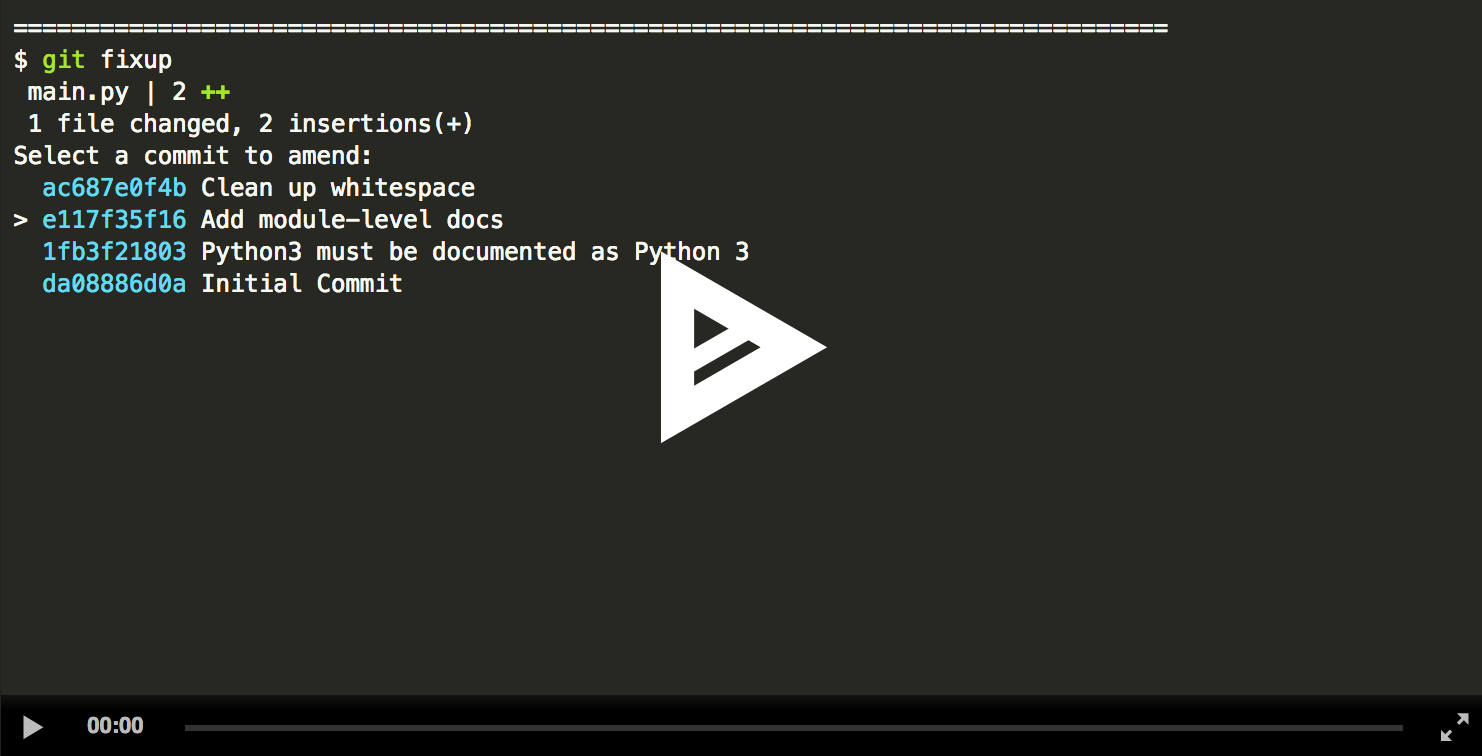 ================================================================================
$ git fixup
 main.py | 2 ++
 1 file changed, 2 insertions(+)
Select a commit to amend:
  ac687e0f4b Clean up whitespace
> e117f35f16 Add module-level docs
  1fb3f21803 Python3 must be documented as Python 3
  da08886d0a Initial Commit
00:00